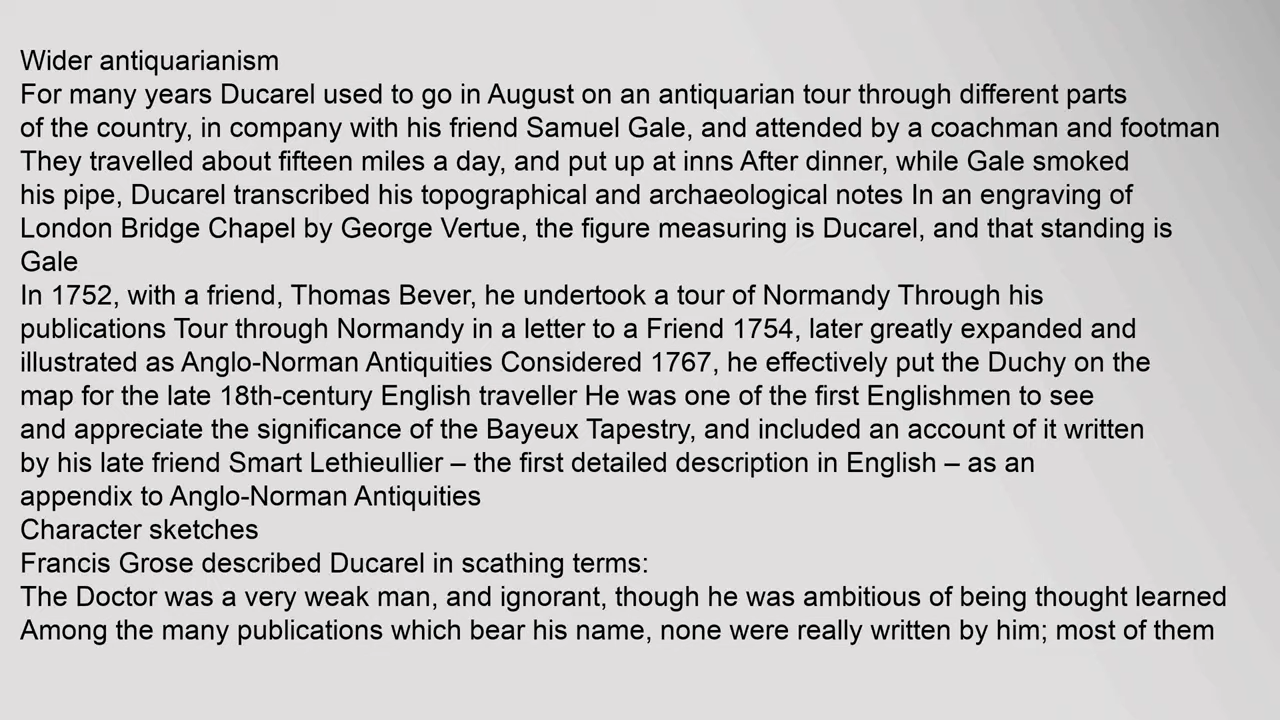 Wider antiquarianism
For many years Ducarel used to go in August on an antiquarian tour through different parts
of the country, in company with his friend Samuel Gale, and attended by a coachman and footman
They travelled about fifteen miles a day, and put up at inns After dinner, while Gale smoked
his pipe, Ducarel transcribed his topographical and archaeological notes In an engraving of
London Bridge Chapel by George Vertue, the figure measuring is Ducarel, and that standing is
Gale
In 1752, with a friend, Thomas Bever, he undertook a tour of Normandy Through his
publications Tour through Normandy in a letter to a Friend 1754, later greatly expanded and
illustrated as Anglo-Norman Antiquities Considered 1767, he effectively put the Duchy on the
map for the late 18th-century English traveller He was one of the first Englishmen to see
and appreciate the significance of the Bayeux Tapestry, and included an account of it written
by his late friend Smart Lethieullier – the first detailed description in English – as an
appendix to Anglo-Norman Antiquities
Character sketches
Francis Grose described Ducarel in scathing terms:
The Doctor was a very weak man, and ignorant, though he was ambitious of being thought learned
Among the many publications which bear his name, none were really written by him; most of them